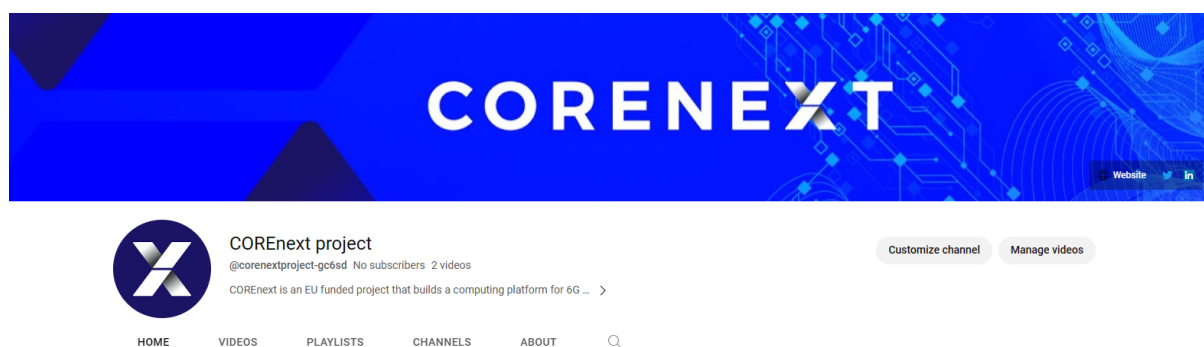 CORENEXT
Website
COREnext project
@corenextproject-gc6sd No subscribers 2 videos
Customize channel Manage videos
COREnext is an EU funded project that builds a computing platform for 6G ...
HOME VIDEOS PLAYLISTS CHANNELS ABOUT